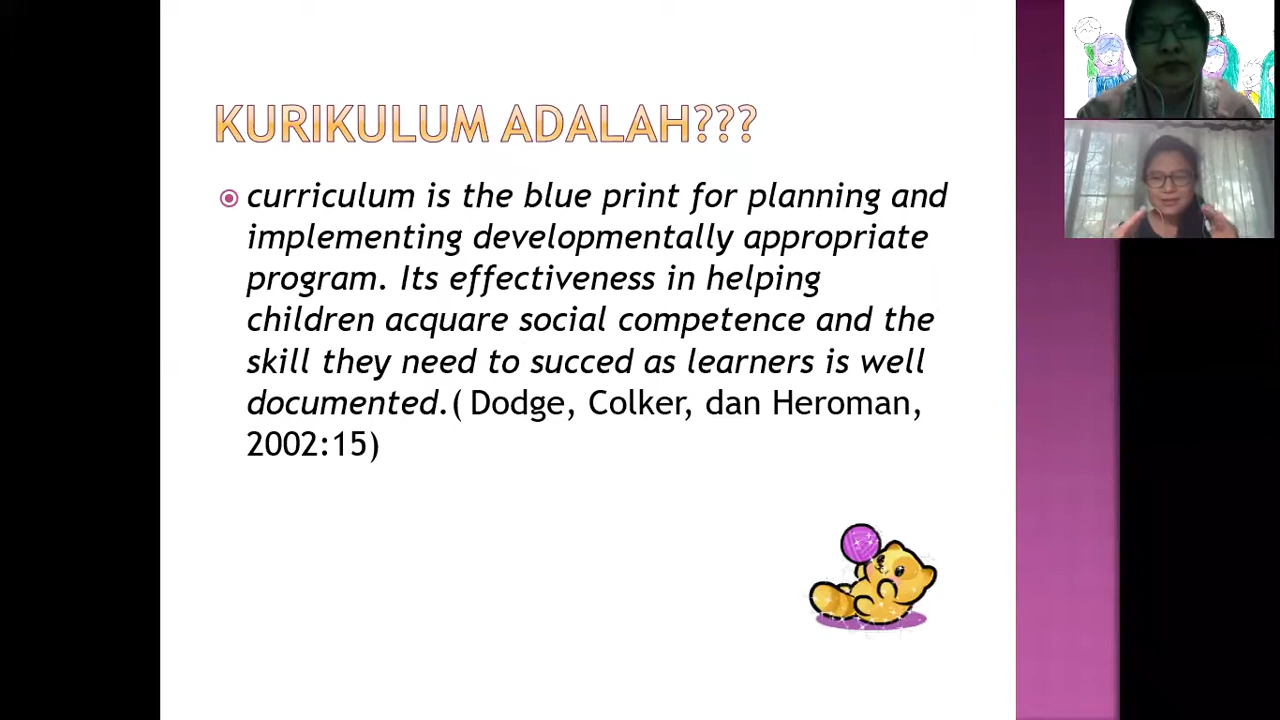 KURIKULUM ADALAH???
curriculum is the blue print for planning and
implementing developmentally appropriate
program. Its effectiveness in helping
children acquare social competence and the
skill they need to succed as learners is well
documented.( Dodge, Colker, dan Heroman,
2002:15)